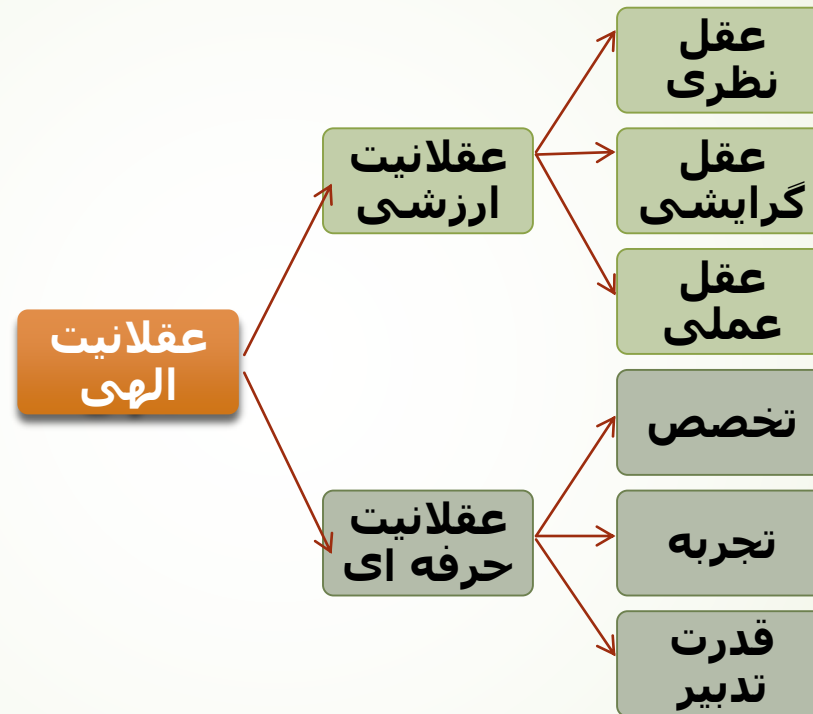 عقل
نظری
عقلانیت
ارزشی
عقل
گرایشی
عقل
عملی
عقلانیت
الهی
تخصص
عقلانیت
حرفه ای
تجربه
قدرت
تدبیر